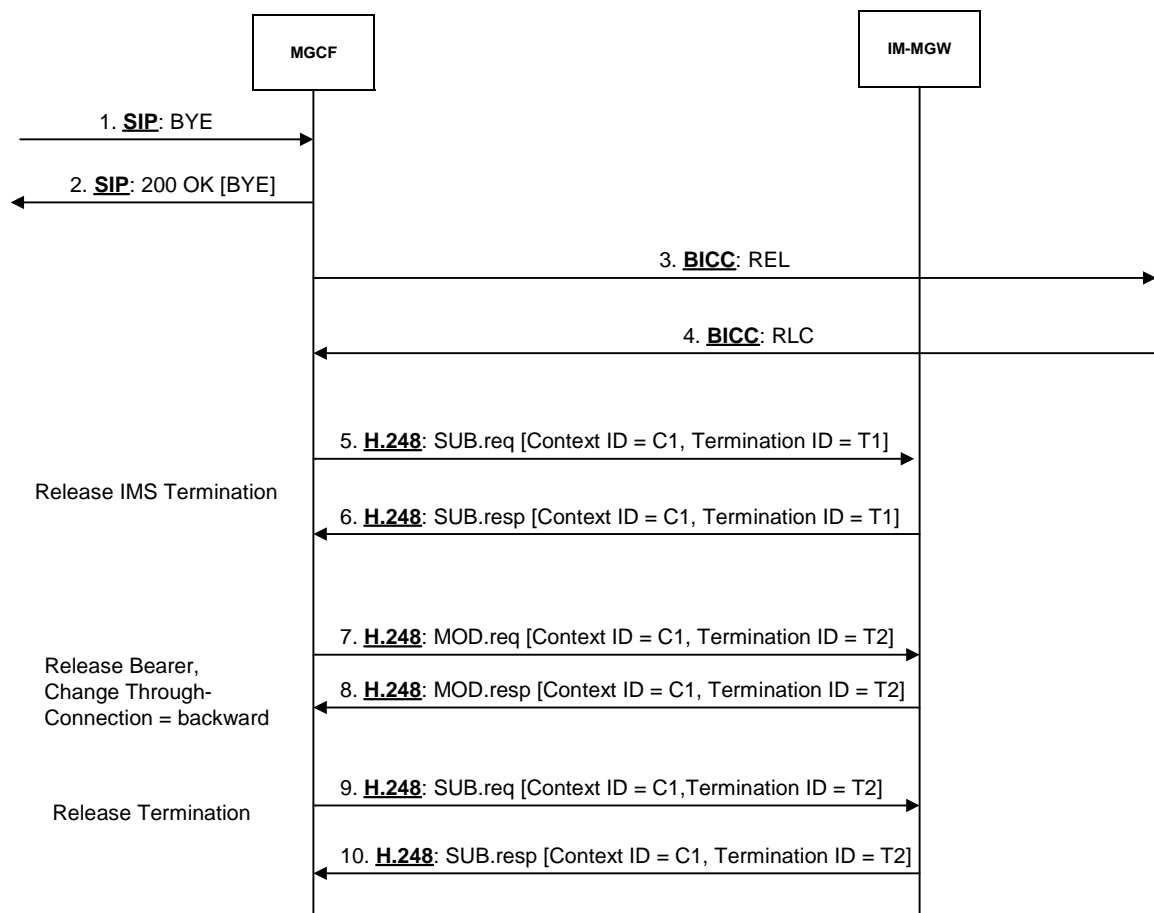 MGCF
IM-MGW
1. SIP: BYE
2. SIP: 200 OK [BYE]
3. BICC: REL
4. BICC: RLC
5. H.248: SUB.req [Context ID = C1, Termination ID = T1]
Release IMS Termination
6. H.248: SUB.resp [Context ID = C1, Termination ID = T1]
7. H.248: MOD.req [Context ID = C1, Termination ID = T2]
Release Bearer,
Change Through-
Connection = backward
8. H.248: MOD.resp [Context ID = C1, Termination ID = T2]
9. H.248: SUB.req [Context ID = C1,Termination ID = T2]
Release Termination
10. H.248: SUB.resp [Context ID = C1, Termination ID = T2]